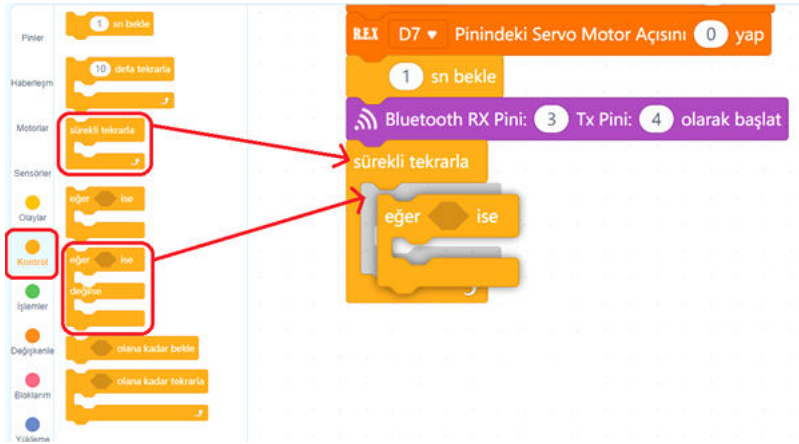 Pinler
Haberleşm
Motorlar
Sensörler
Olaylar
Kontrol
İşlemler
Değişkenle
Bloklarım
Yükleme
1 sn bekle
10 defa tekrarla
sürekli tekrarla
eğer ise
eğer ise
değilse
olana kadar bekle
olana kadar tekrarla
REX D7 Pinindeki Servo Motor Açısını 0 yap
1 sn bekle
Bluetooth RX Pini: 3 Tx Pini: 4 olarak başlat
sürekli tekrarla
eğer ise